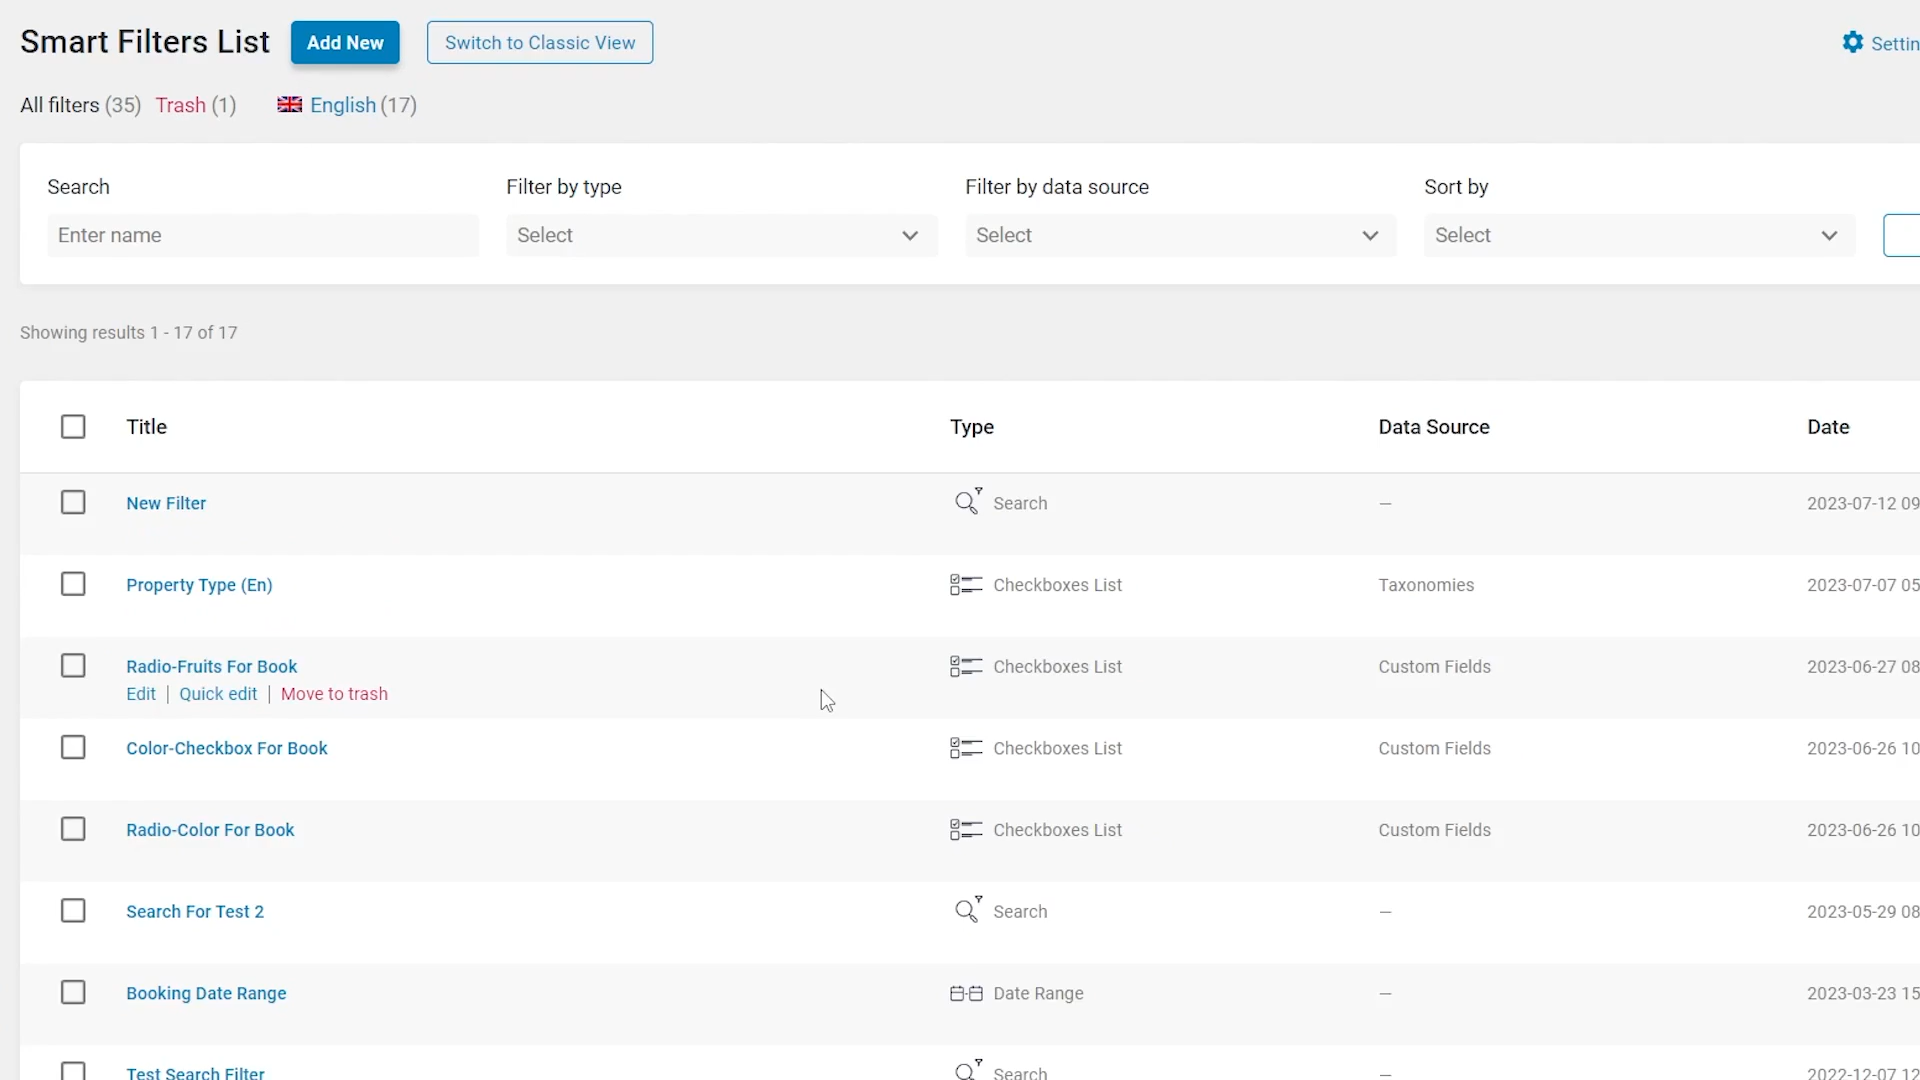 Smart Filters List Add New Switch to Classic View Settin
All filters (35) Trash (1) English (17)
Search Filter by type Filter by data source Sort by
Enter name Select Select Select
Showing results 1 - 17 of 17
Title Type Data Source Date
New Filter Search — 2023-07-12 09
Property Type (En) Checkboxes List Taxonomies 2023-07-07 05
Radio-Fruits For Book Checkboxes List Custom Fields 2023-06-27 08
Edit | Quick edit | Move to trash
Color-Checkbox For Book Checkboxes List Custom Fields 2023-06-26 10
Radio-Color For Book Checkboxes List Custom Fields 2023-06-26 10
Search For Test 2 Search — 2023-05-29 08
Booking Date Range Date Range — 2023-03-23 15
Test Search Filter Search — 2022-12-07 12